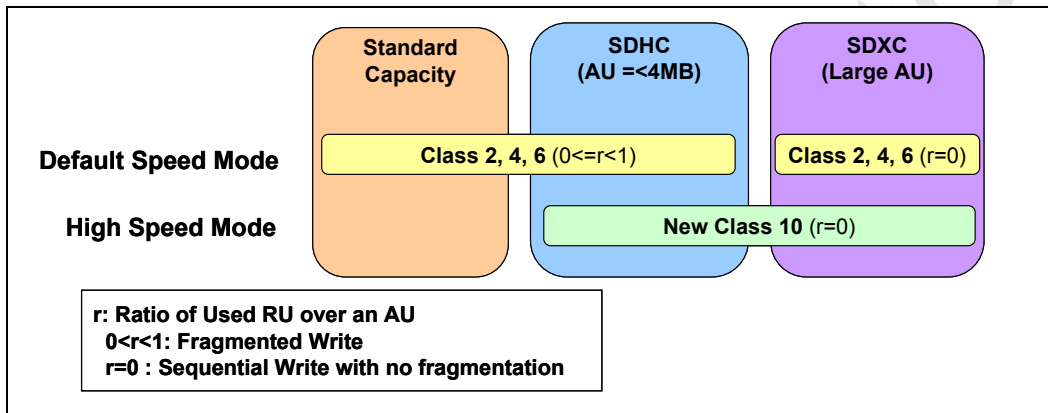 Standard
Capacity
SDHC
(AU =<4MB)
SDXC
(Large AU)
Default Speed Mode
Class 2, 4, 6 (0<=r<1)
Class 2, 4, 6 (r=0)
High Speed Mode
New Class 10 (r=0)
r: Ratio of Used RU over an AU
0<r<1: Fragmented Write
r=0 : Sequential Write with no fragmentation